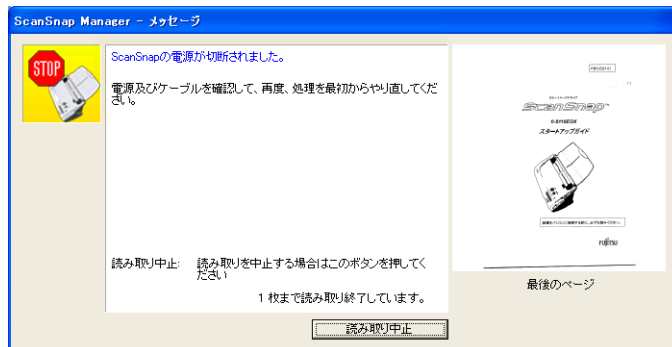 ScanSnap Manager - メッセージ
STOP
ScanSnapの電源が切断されました。
電源及びケーブルを確認して、再度、処理を最初からやり直してくだ
さい。
読み取り中止: 読み取りを中止する場合はこのボタンを押してく
ださい
1 枚まで読み取り終了しています。
読み取り中止
ScanSnap
スタートアップガイド
FUJITSU
最後のページ